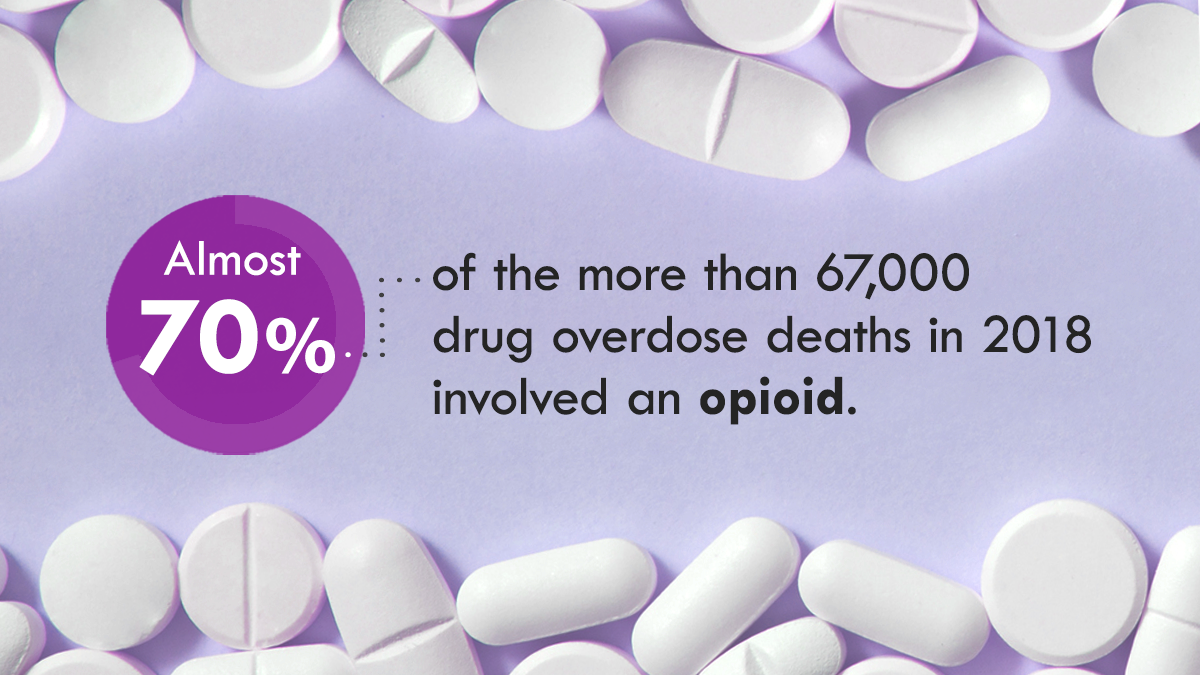 Almost
70%
of the more than 67,000
drug overdose deaths in 2018
involved an opioid.